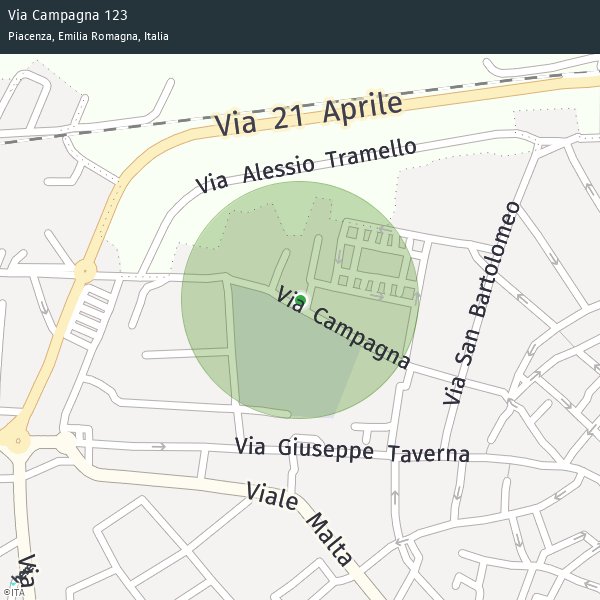 Via Campagna 123
Piacenza, Emilia Romagna, Italia
Via 21 Aprile
Via Alessio Tramello
Via San Bartolomeo
Via Campagna
Via Giuseppe Taverna
Viale Malta
Via
©ITA